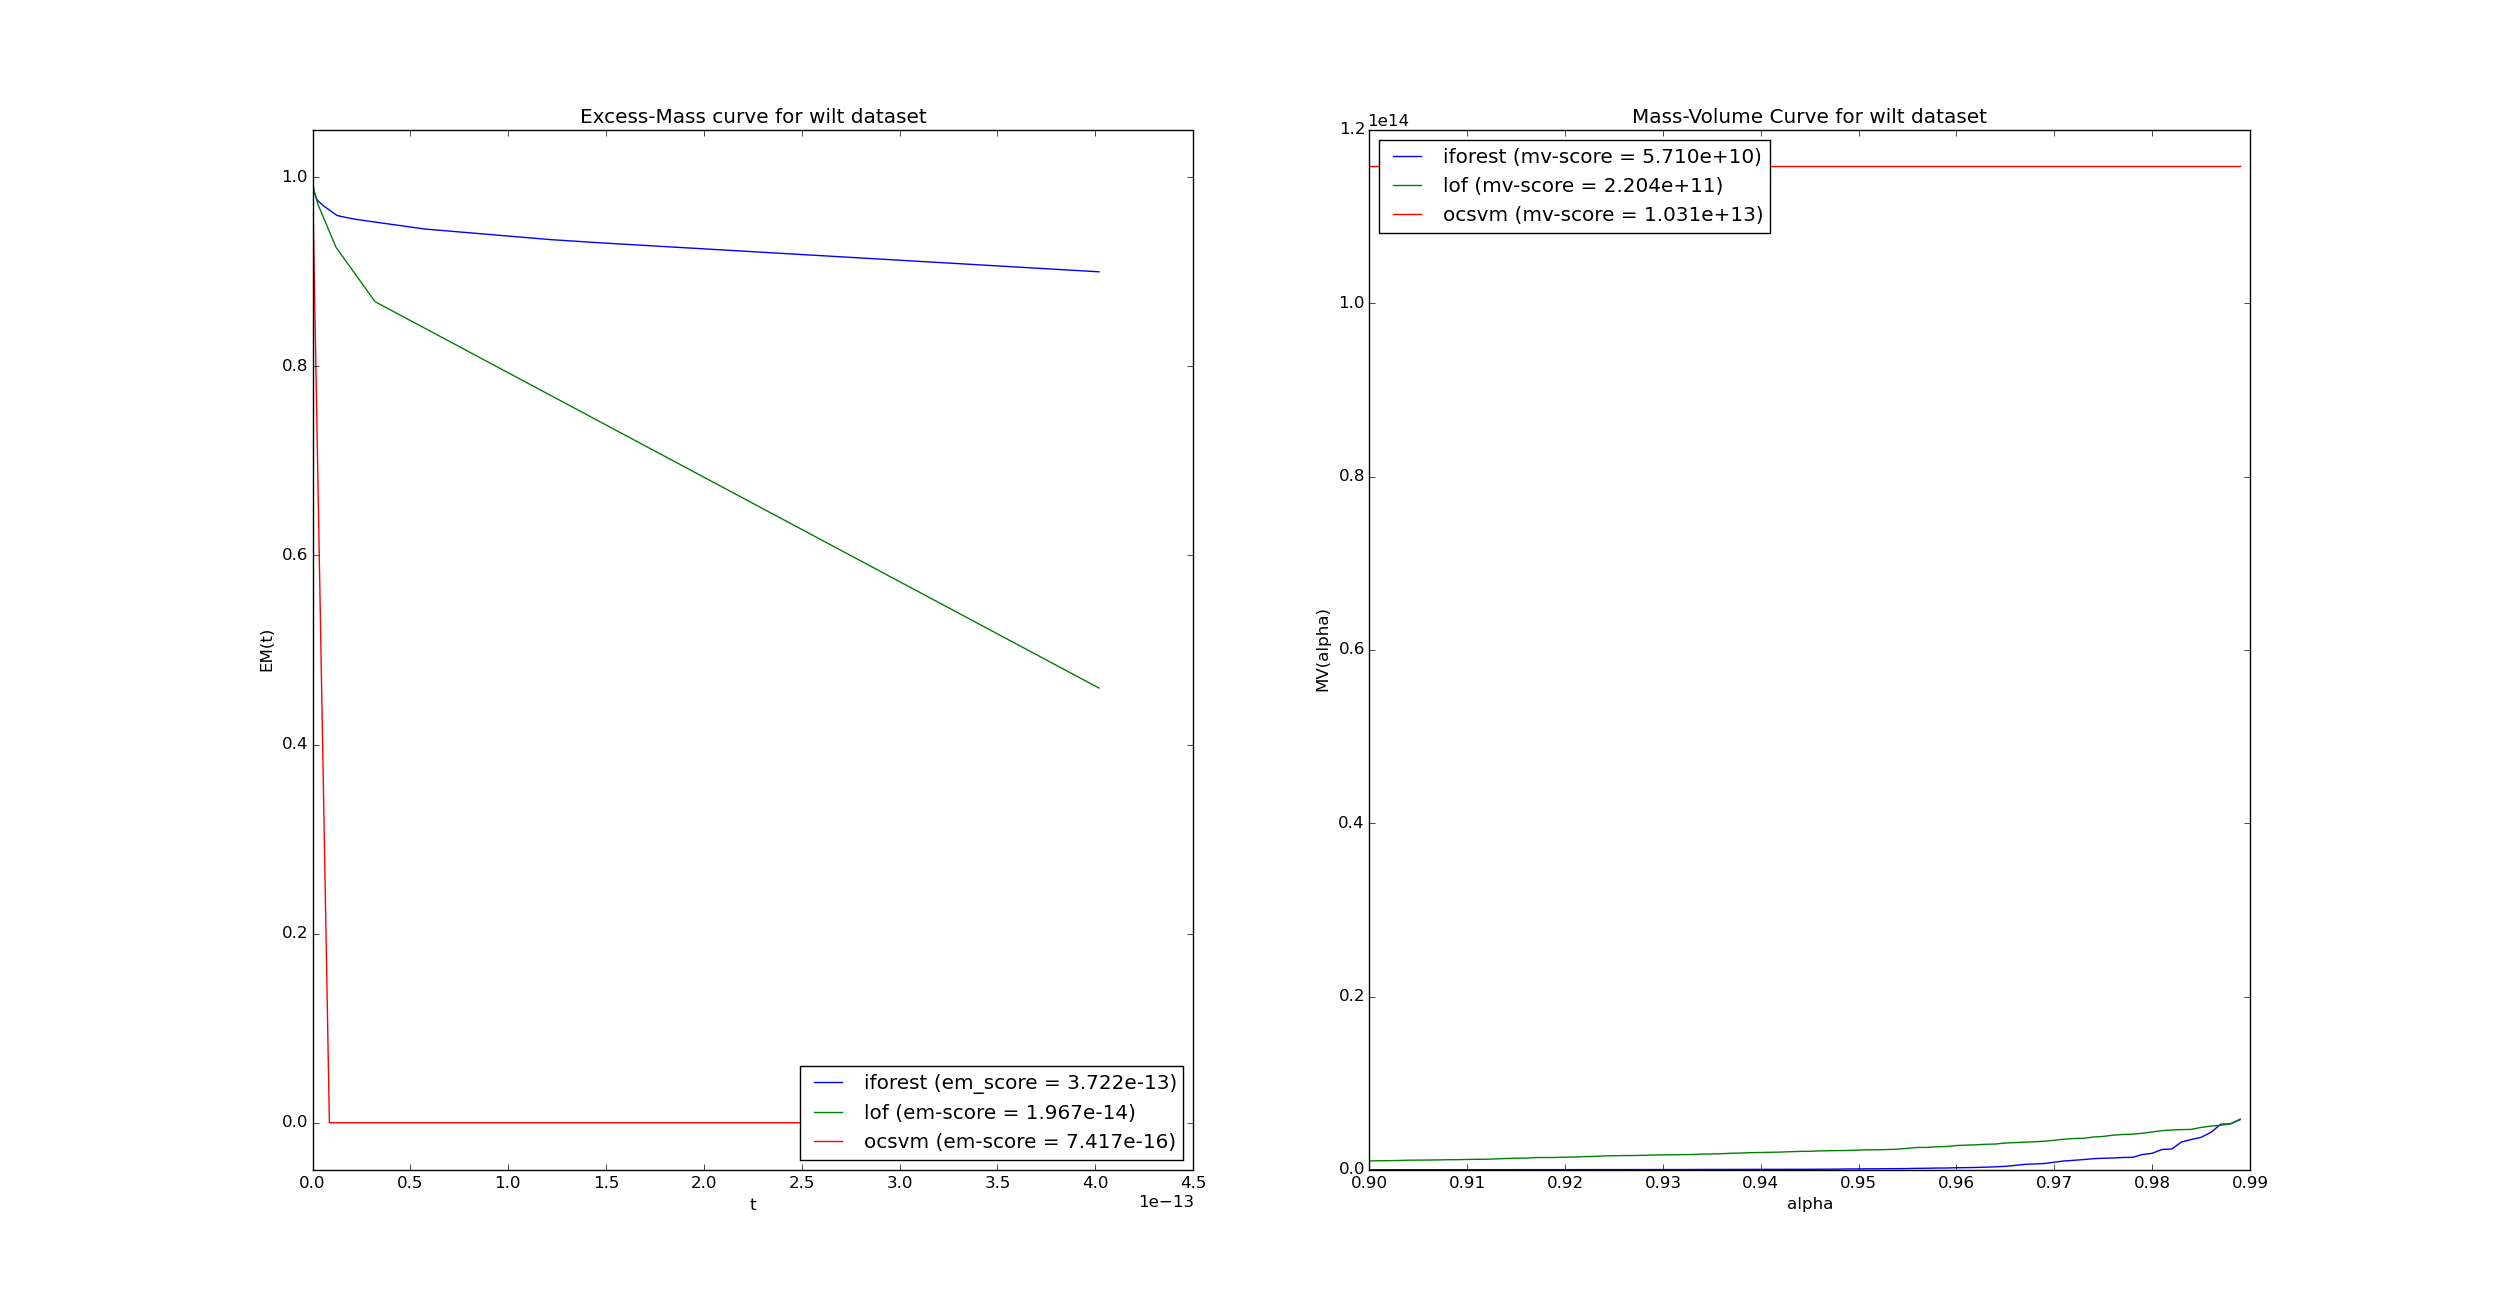 Excess-Mass curve for wilt dataset
1.0
0.8
0.6
0.4
0.2
0.0
EM(t)
iforest (em_score = 3.722e-13)
lof (em-score = 1.967e-14)
ocsvm (em-score = 7.417e-16)
0.0 0.5 1.0 1.5 2.0 2.5 3.0 3.5 4.0 4.5
1e−13
t
Mass-Volume Curve for wilt dataset
1e14
1.2
1.0
0.8
0.6
0.4
0.2
0.0
MV(alpha)
iforest (mv-score = 5.710e+10)
lof (mv-score = 2.204e+11)
ocsvm (mv-score = 1.031e+13)
0.90 0.91 0.92 0.93 0.94 0.95 0.96 0.97 0.98 0.99
alpha